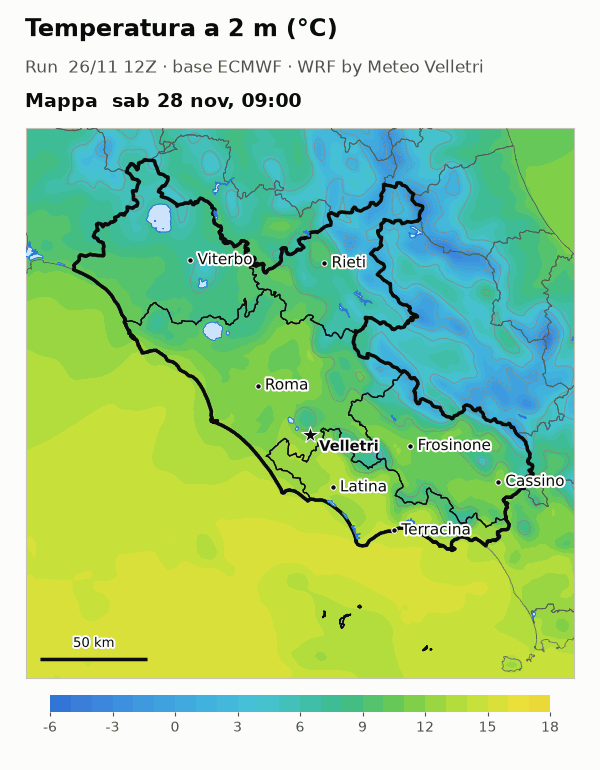 Temperatura a 2 m (°C)
Run  26/11 12Z · base ECMWF · WRF by Meteo Velletri
Mappa  sab 28 nov, 09:00
Viterbo
Rieti
Roma
Velletri
Frosinone
Cassino
Latina
Terracina
50 km
-6 -3 0 3 6 9 12 15 18